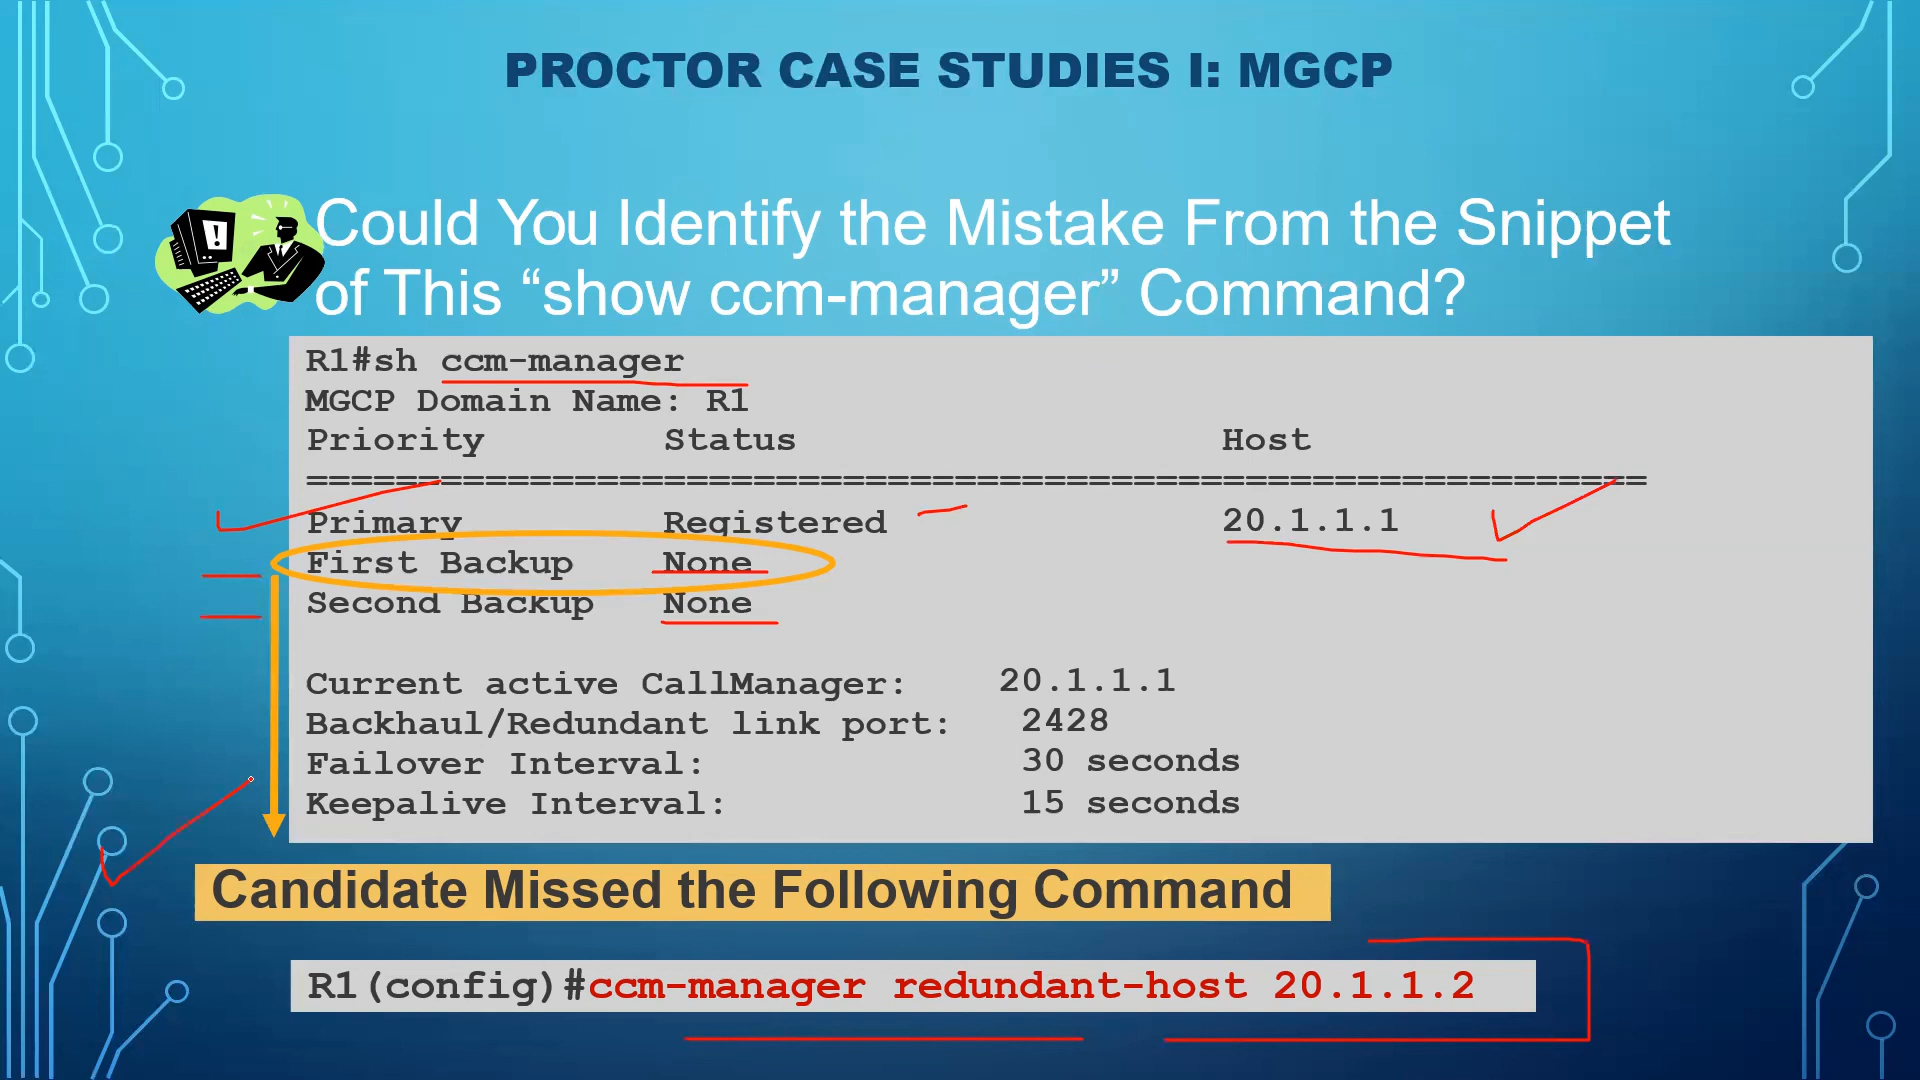 PROCTOR CASE STUDIES I: MGCP
Could You Identify the Mistake From the Snippet
of This “show ccm-manager” Command?
R1#sh ccm-manager
MGCP Domain Name: R1
Priority Status Host
============================================================
Primary Registered 20.1.1.1
First Backup None
Second Backup None
Current active CallManager: 20.1.1.1
Backhaul/Redundant link port: 2428
Failover Interval: 30 seconds
Keepalive Interval: 15 seconds
Candidate Missed the Following Command
R1(config)#ccm-manager redundant-host 20.1.1.2